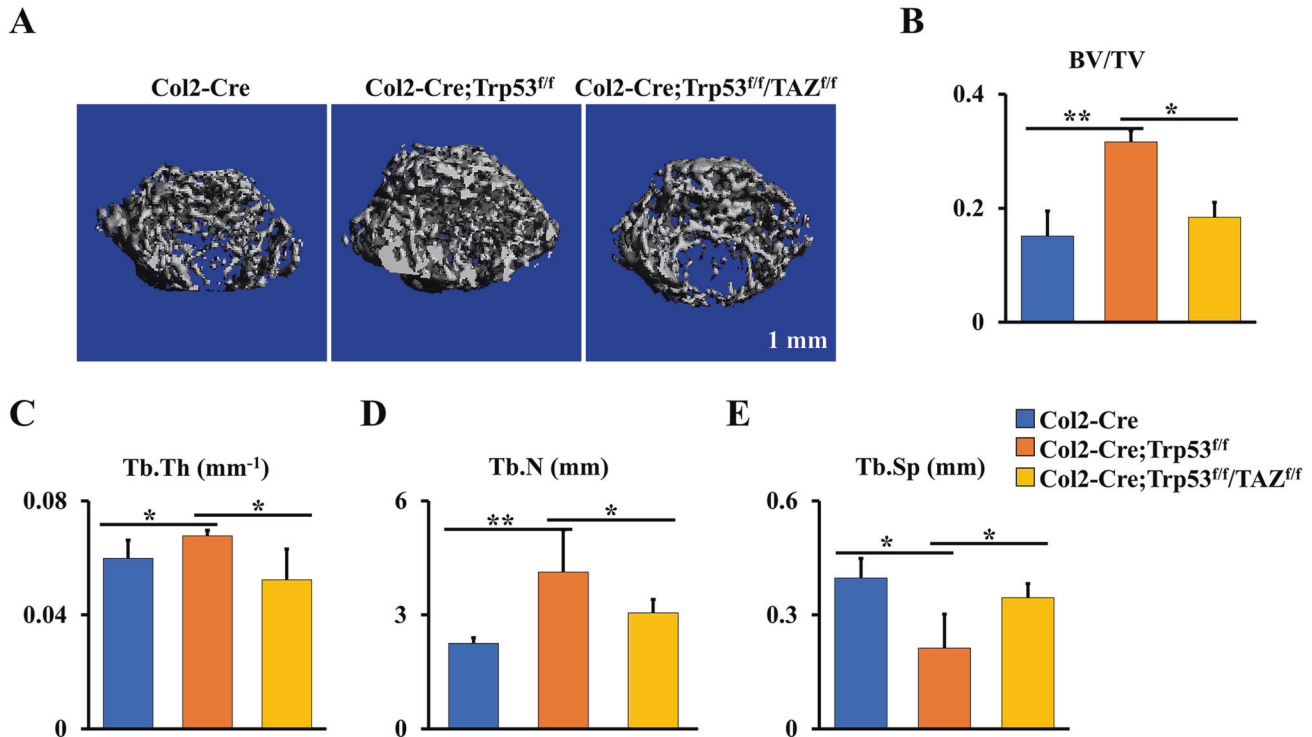 A
B
Col2-Cre
Col2-Cre;Trp53f/f
Col2-Cre;Trp53f/f/TAZf/f
1 mm
BV/TV
0.4
0.2
0
**
*
C
D
E
Col2-Cre
Col2-Cre;Trp53f/f
Col2-Cre;Trp53f/f/TAZf/f
Tb.Th (mm-1)
0.08
0.04
0
*
*
Tb.N (mm)
6
3
0
**
*
Tb.Sp (mm)
0.6
0.3
0
*
*